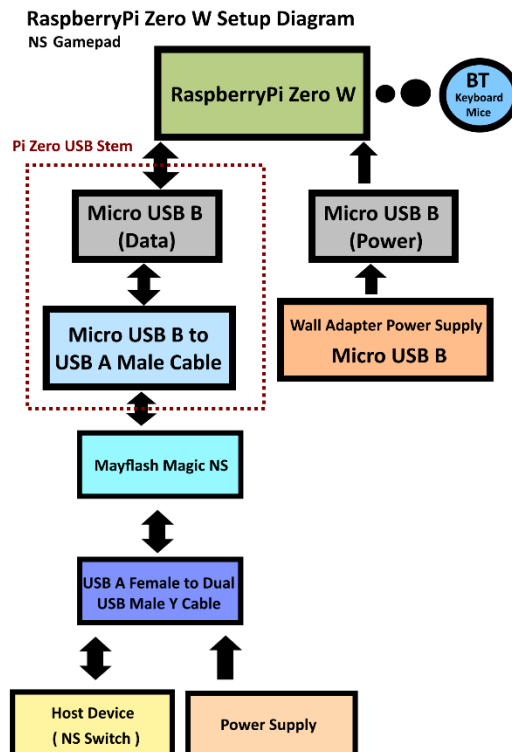 RaspberryPi Zero W Setup Diagram
NS Gamepad
RaspberryPi Zero W
BT
Keyboard
Mice
Pi Zero USB Stem
Micro USB B
(Data)
Micro USB B
(Power)
Micro USB B to
USB A Male Cable
Wall Adapter Power Supply
Micro USB B
Mayflash Magic NS
USB A Female to Dual
USB Male Y Cable
Host Device
( NS Switch )
Power Supply